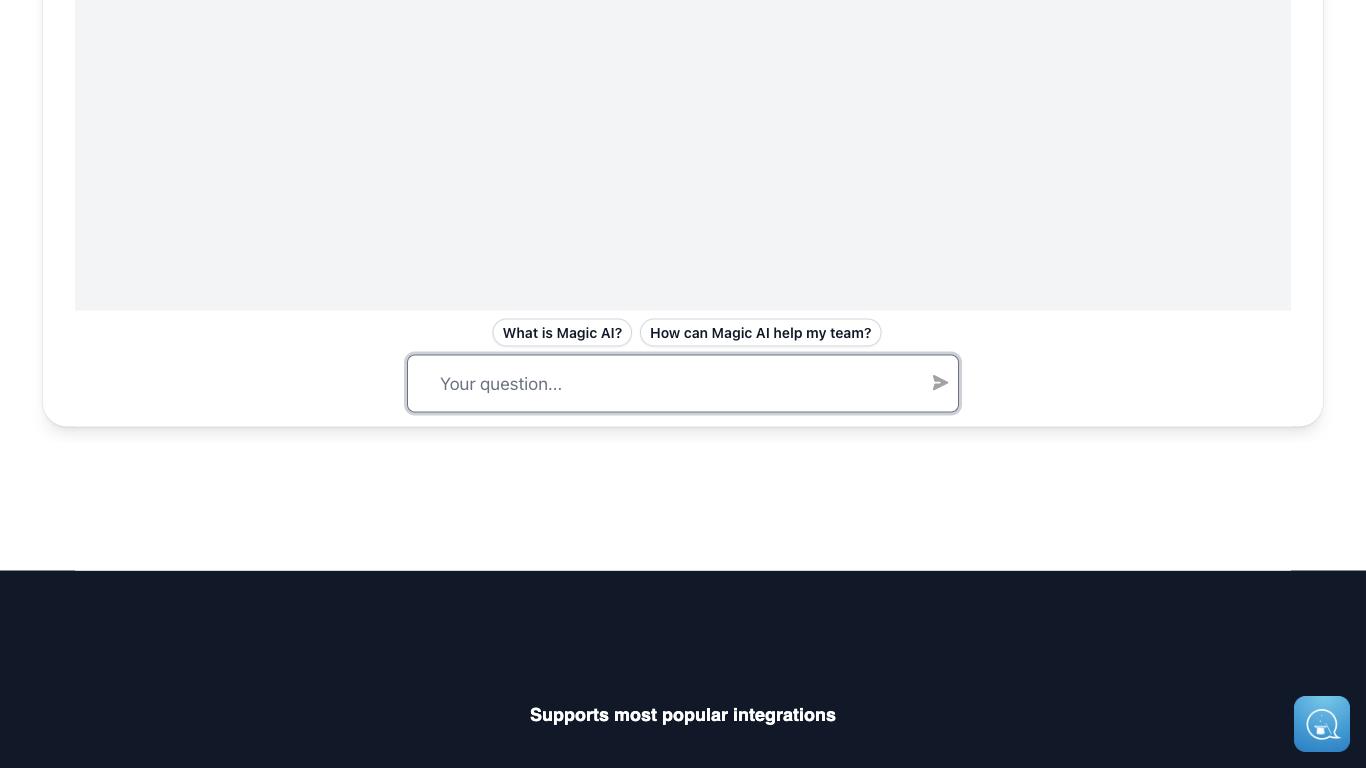 What is Magic AI? How can Magic AI help my team?
Your question...
Supports most popular integrations